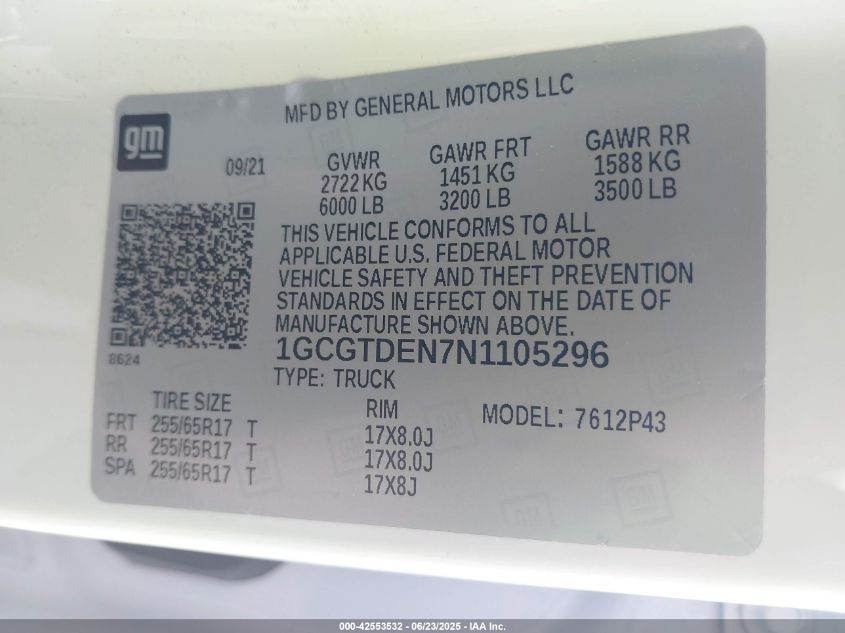 MFD BY GENERAL MOTORS LLC
gm
09/21
GVWR GAWR FRT GAWR RR
2722 KG 1451 KG 1588 KG
6000 LB 3200 LB 3500 LB
THIS VEHICLE CONFORMS TO ALL
APPLICABLE U.S. FEDERAL MOTOR
VEHICLE SAFETY AND THEFT PREVENTION
STANDARDS IN EFFECT ON THE DATE OF
MANUFACTURE SHOWN ABOVE.
8624
1GCGTDEN7N1105296
TYPE: TRUCK
TIRE SIZE RIM MODEL: 7612P43
FRT 255/65R17 T 17X8.0J
RR 255/65R17 T 17X8.0J
SPA 255/65R17 T 17X8J
000-42553532 - 06/23/2025 - IAA Inc.